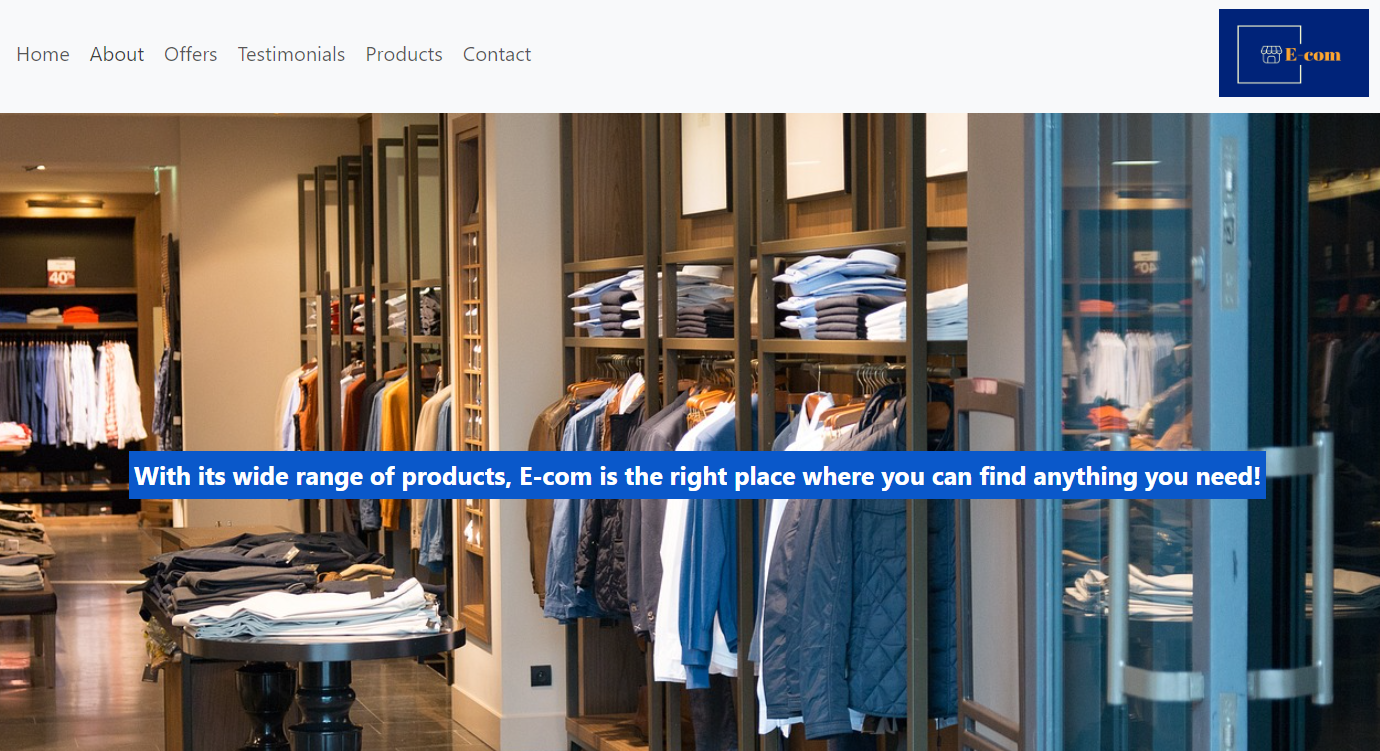 Home About Offers Testimonials Products Contact
E-com
40%
With its wide range of products, E-com is the right place where you can find anything you need!